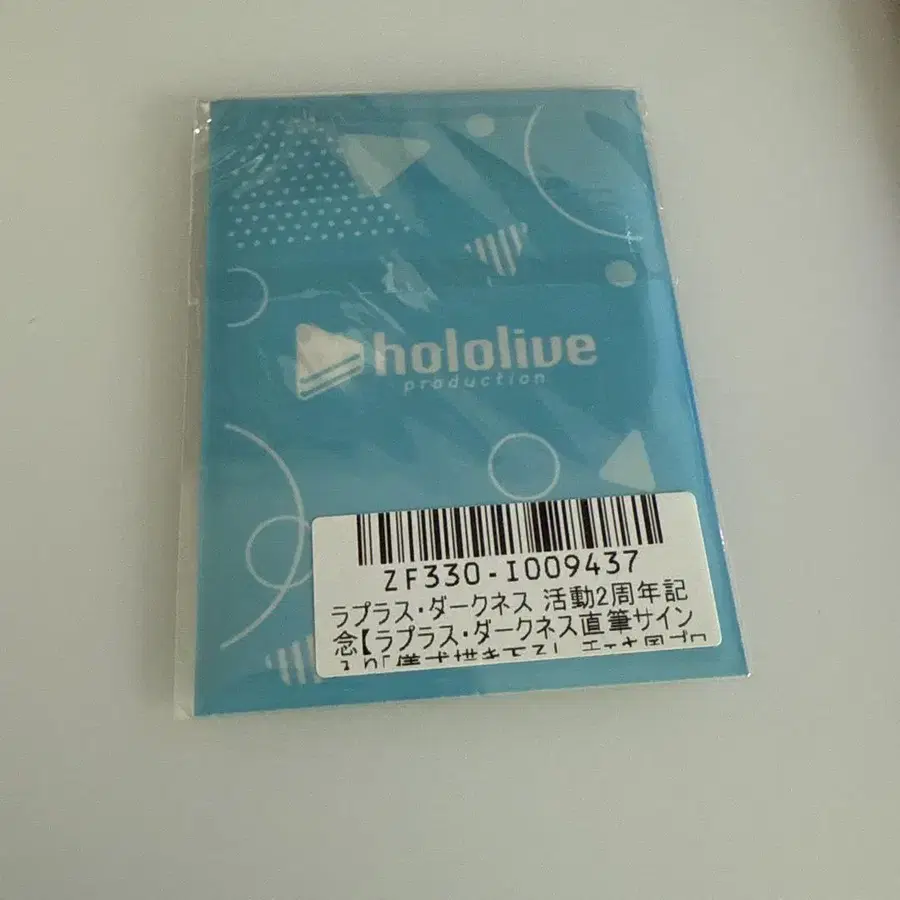 hololive
production
ZF330-I009437
ラプラス・ダークネス 活動2周年記
念【ラプラス・ダークネス直筆サイン